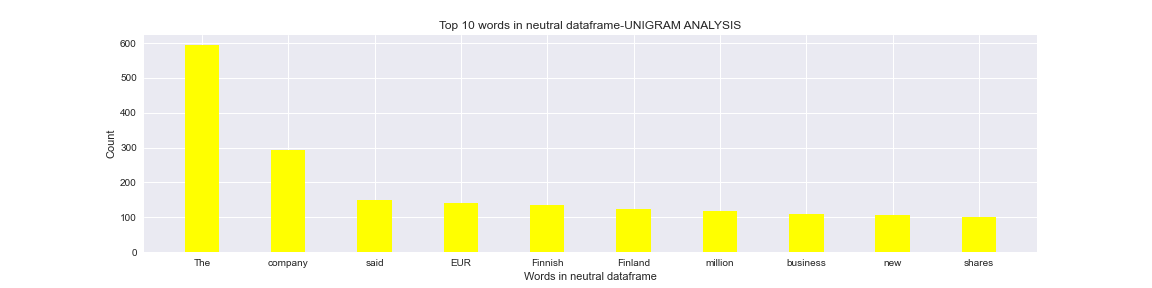 Top 10 words in neutral dataframe-UNIGRAM ANALYSIS
Count
600
500
400
300
200
100
0
The company said EUR Finnish Finland million business new shares
Words in neutral dataframe